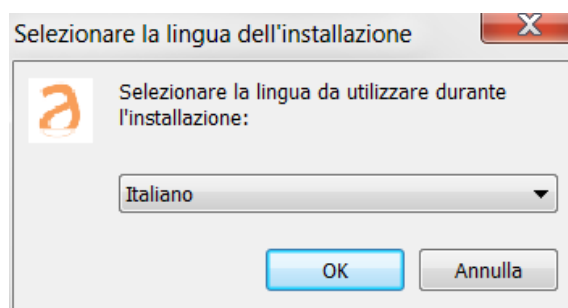 Selezionare la lingua dell'installazione
Selezionare la lingua da utilizzare durante
l'installazione:
Italiano
OK Annulla